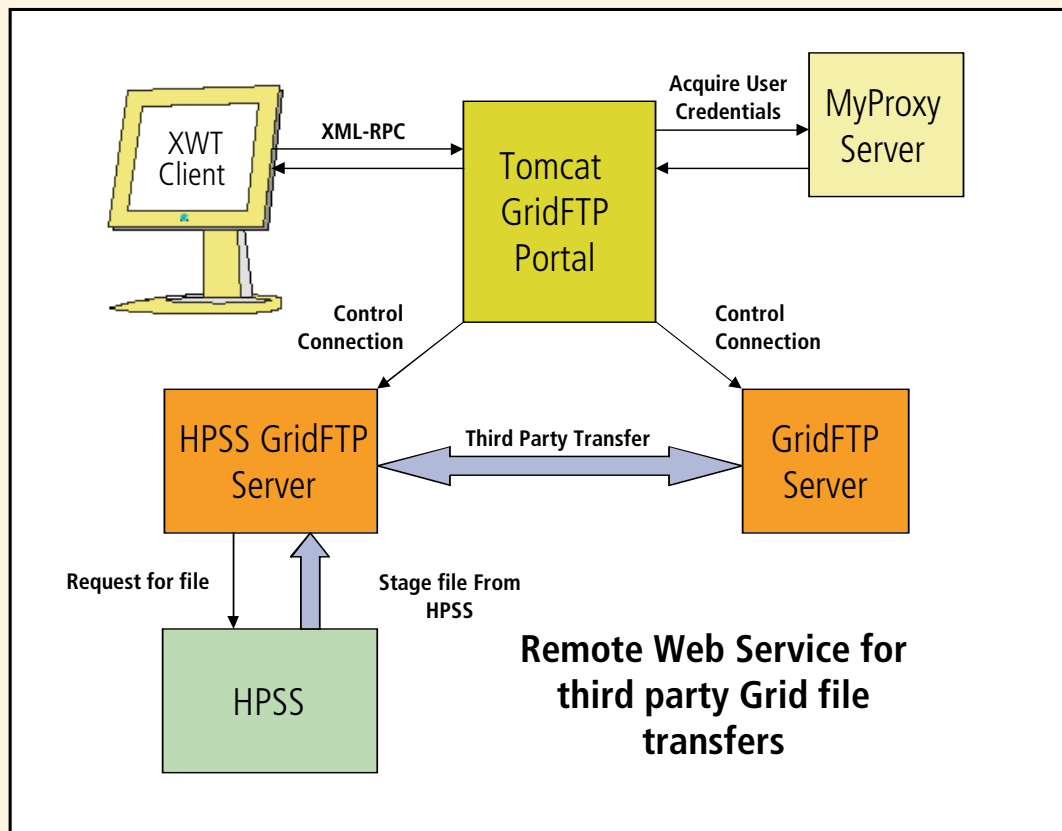 XWT
Client
XML-RPC
Tomcat
GridFTP
Portal
Acquire User
Credentials
MyProxy
Server
Control
Connection
Control
Connection
HPSS GridFTP
Server
Third Party Transfer
GridFTP
Server
Request for file
Stage file From
HPSS
HPSS
Remote Web Service for
third party Grid file
transfers